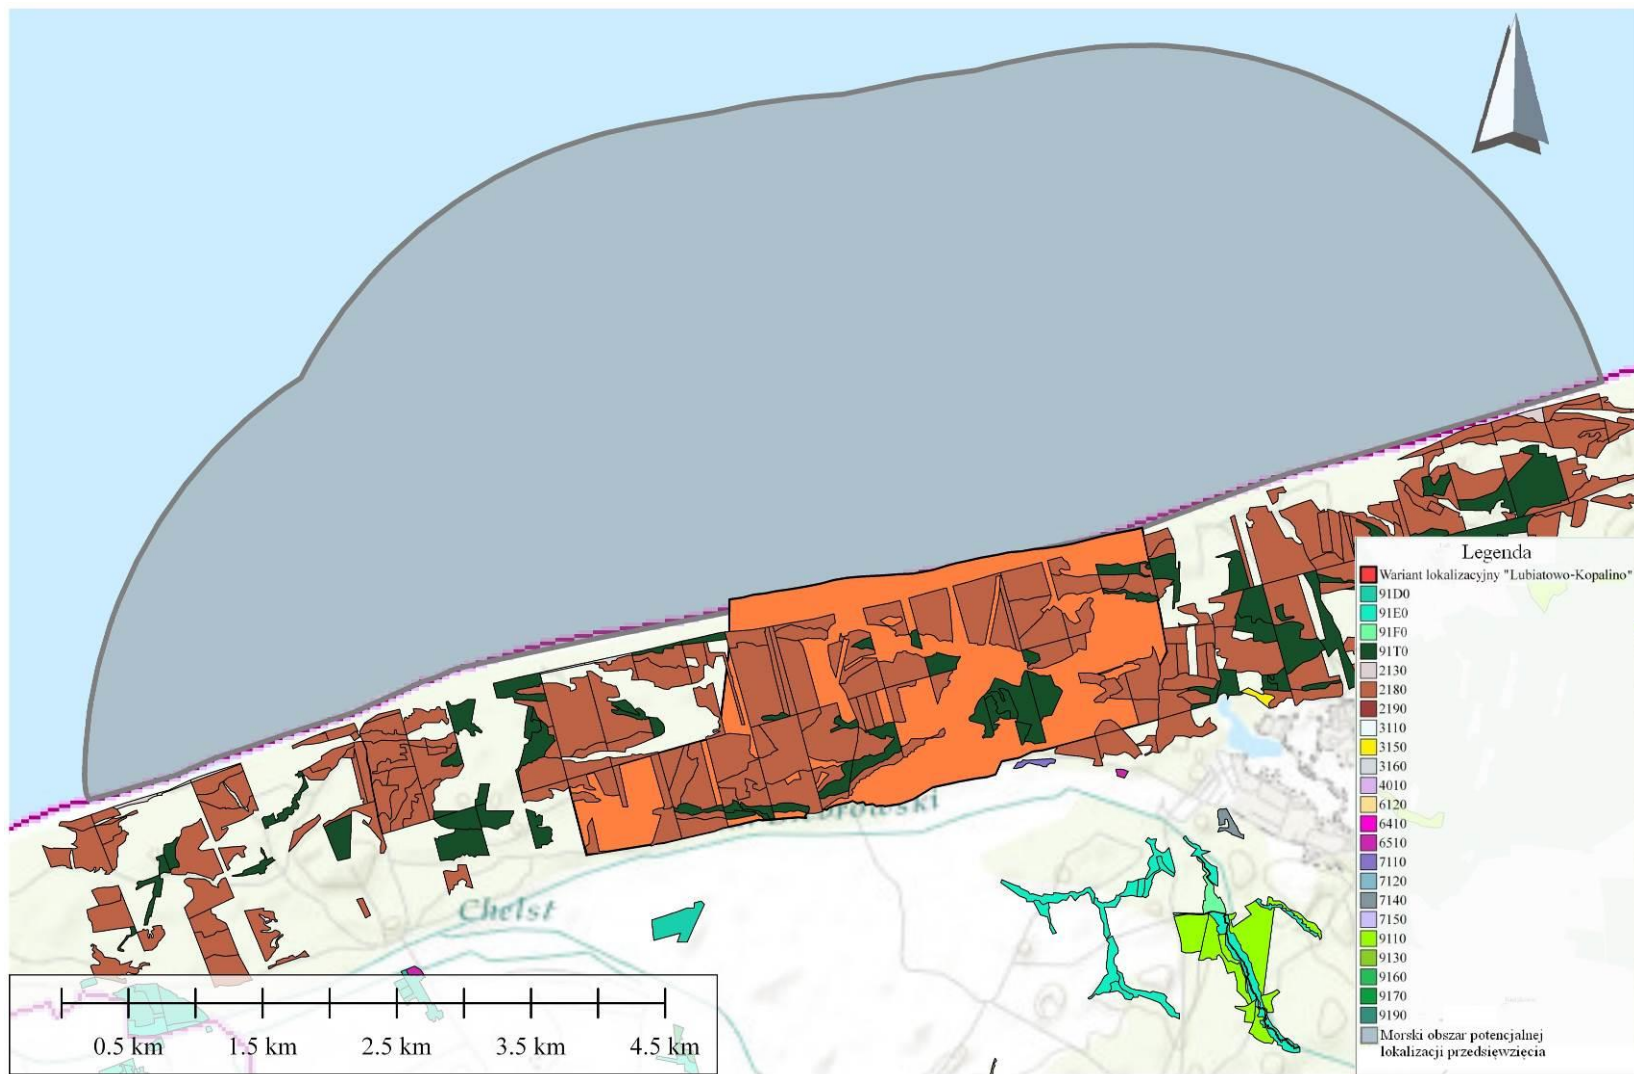 Legenda
Wariant lokalizacyjny "Lubiatowo-Kopalino"
91D0
91E0
91F0
91T0
2130
2180
2190
3110
3150
3160
4010
6120
6410
6510
7110
7120
7140
7150
9110
9130
9160
9170
9190
Morski obszar potencjalnej
lokalizacji przedsięwzięcia
Chełst
0.5 km 1.5 km 2.5 km 3.5 km 4.5 km